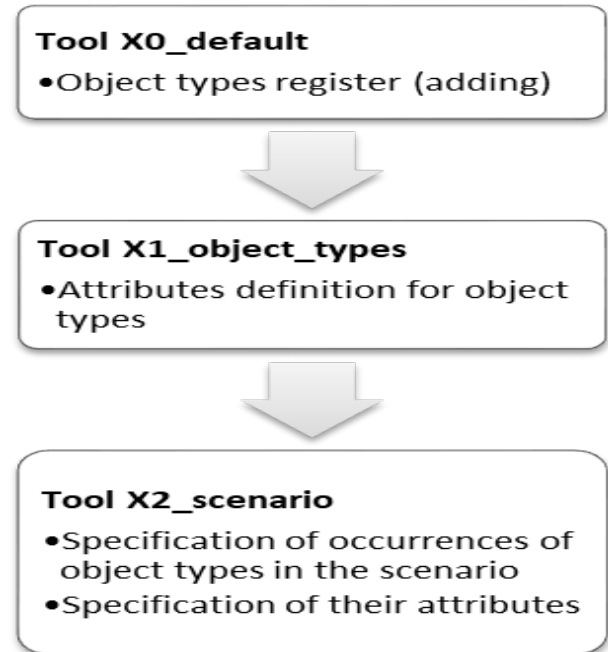 Tool X0_default
•Object types register (adding)
Tool X1_object_types
•Attributes definition for object
types
Tool X2_scenario
•Specification of occurrences of
object types in the scenario
•Specification of their attributes